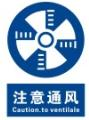 注意通风
Caution.to ventilate